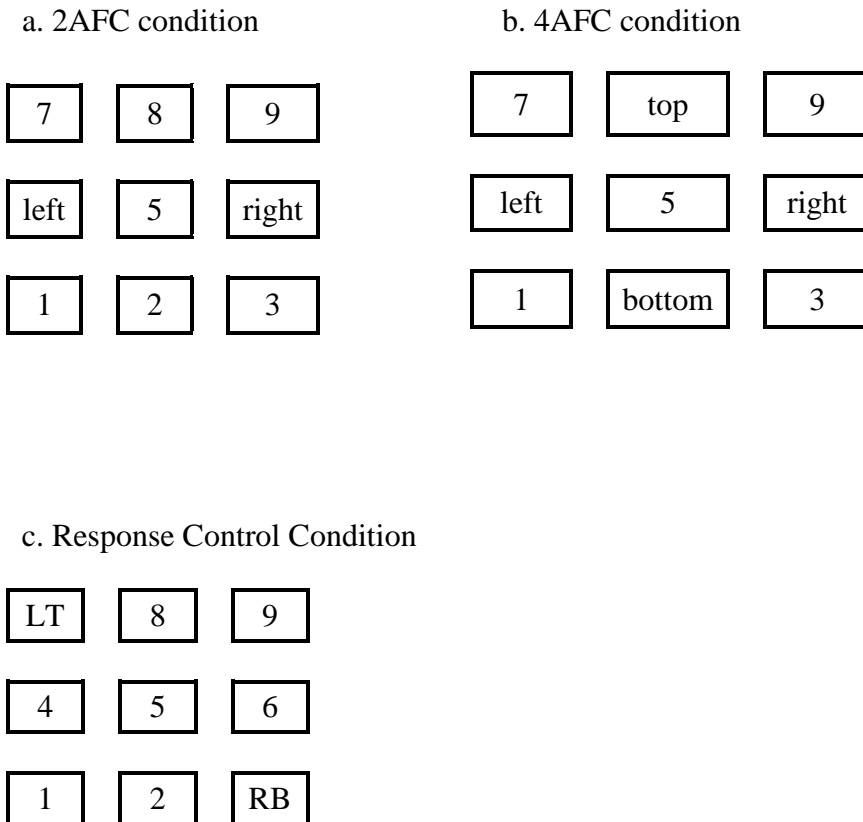 a. 2AFC condition
7 8 9
left 5 right
1 2 3
b. 4AFC condition
7 top 9
left 5 right
1 bottom 3
c. Response Control Condition
LT 8 9
4 5 6
1 2 RB